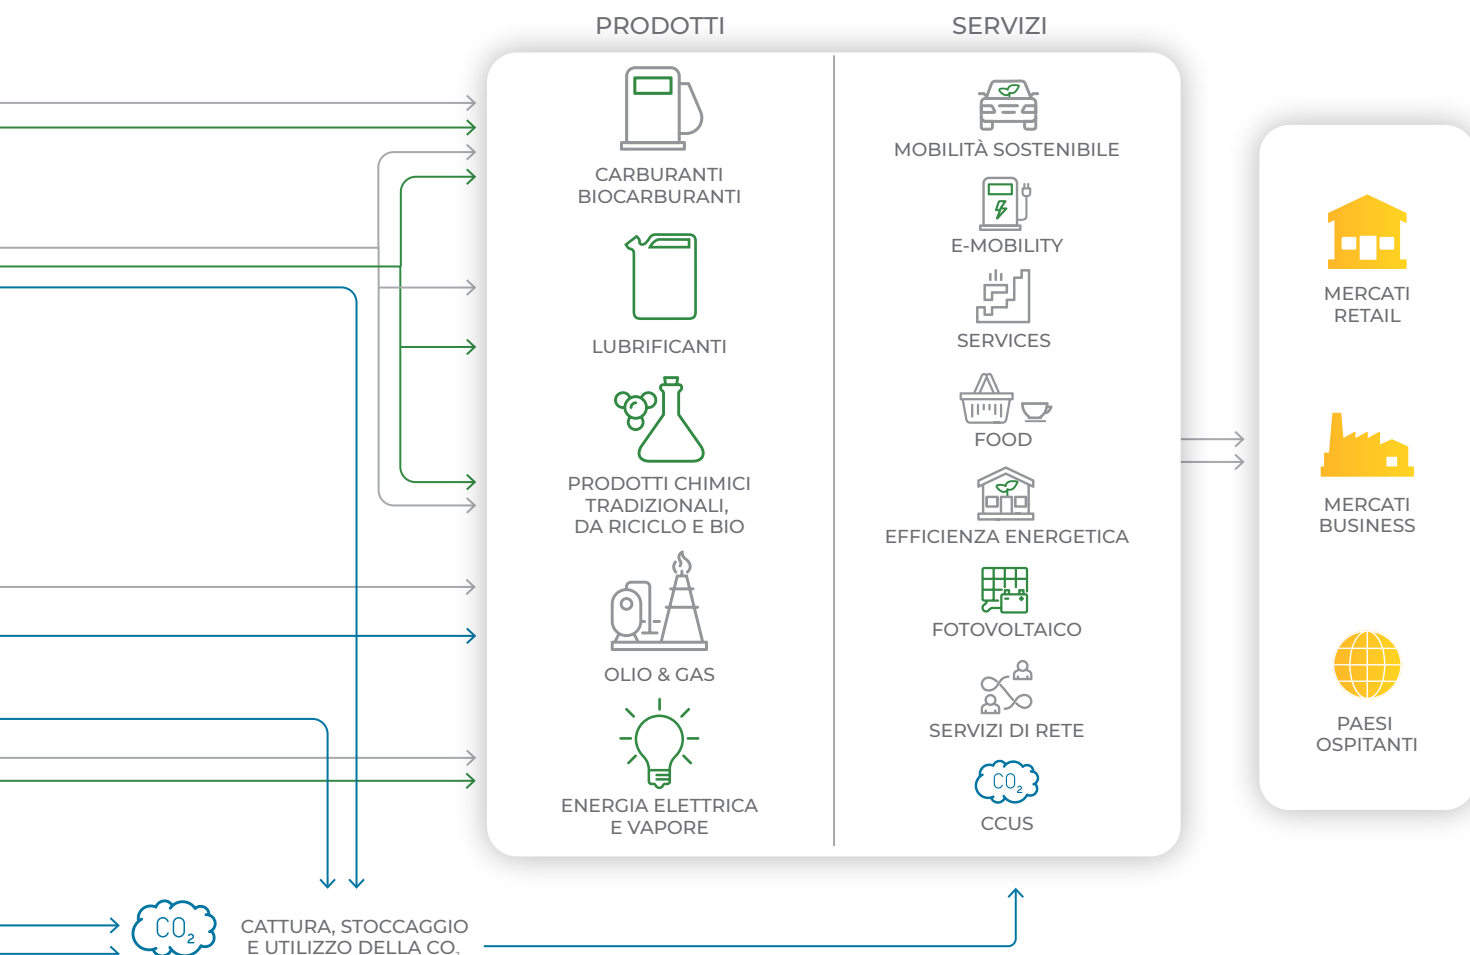 PRODOTTI
CARBURANTI
BIOCARBURANTI
LUBRIFICANTI
PRODOTTI CHIMICI
TRADIZIONALI,
DA RICICLO E BIO
OLIO & GAS
ENERGIA ELETTRICA
E VAPORE
SERVIZI
MOBILITÀ SOSTENIBILE
E-MOBILITY
SERVICES
FOOD
EFFICIENZA ENERGETICA
FOTOVOLTAICO
SERVIZI DI RETE
CO₂
CCUS
MERCATI
RETAIL
MERCATI
BUSINESS
PAESI
OSPITANTI
CO₂
CATTURA, STOCCAGGIO
E UTILIZZO DELLA CO₂